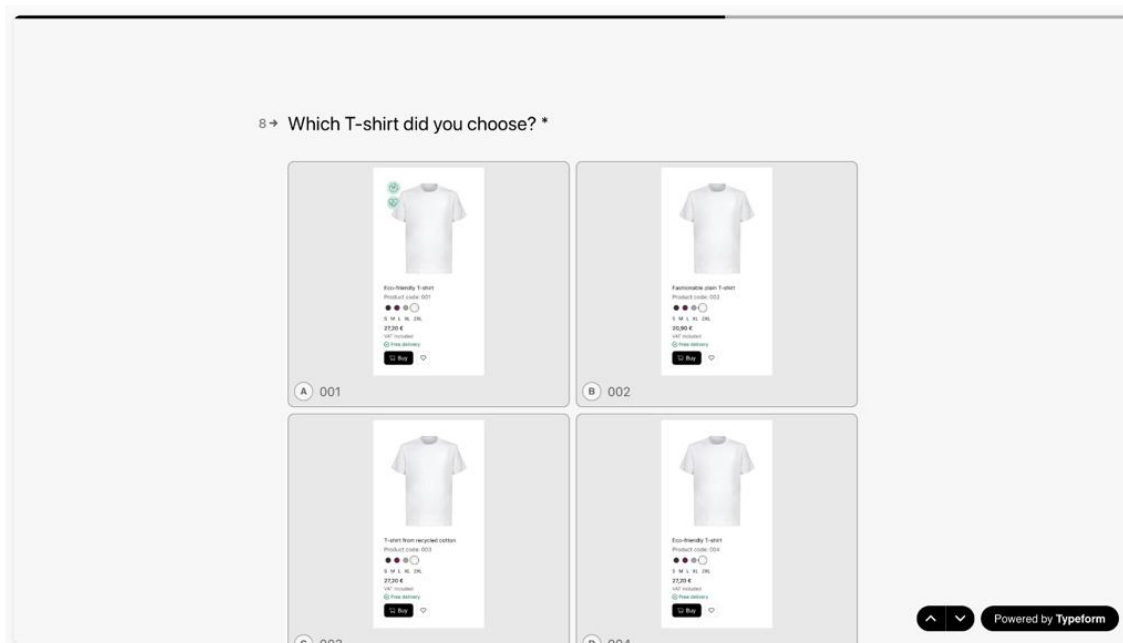 8→ Which T-shirt did you choose? *
Eco-friendly T-shirt
Product code: 001
S M L XL 2XL
27,20 €
VAT included
Free delivery
Buy
A 001
Fashionable plain T-shirt
Product code: 002
S M L XL 2XL
20,90 €
VAT included
Free delivery
Buy
B 002
T-shirt from recycled cotton
Product code: 003
S M L XL 2XL
27,20 €
VAT included
Free delivery
Buy
C 003
Eco-friendly T-shirt
Product code: 004
S M L XL 2XL
27,20 €
VAT included
Free delivery
Buy
D 004
Powered by Typeform